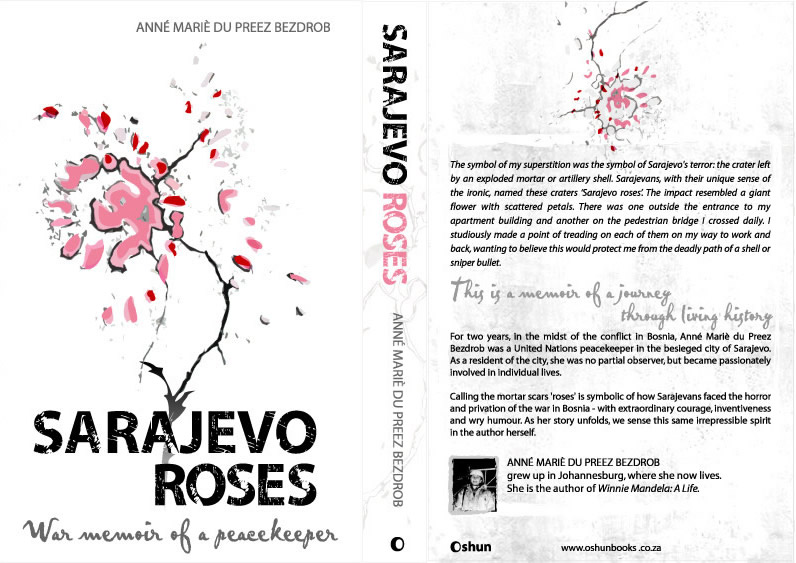 ANNÉ MARIÈ DU PREEZ BEZDROB
SARAJEVO
ROSES
War memoir of a peacekeeper
SARAJEVO ROSES
ANNÉ MARIÈ DU PREEZ BEZDROB
The symbol of my superstition was the symbol of Sarajevo's terror: the crater left
by an exploded mortar or artillery shell. Sarajevans, with their unique sense of
the ironic, named these craters 'Sarajevo roses'. The impact resembled a giant
flower with scattered petals. There was one outside the entrance to my
apartment building and another on the pedestrian bridge I crossed daily. I
studiously made a point of treading on each of them on my way to work and
back, wanting to believe this would protect me from the deadly path of a shell or
sniper bullet.
This is a memoir of a journey
through living history
For two years, in the midst of the conflict in Bosnia, Anné Mariè du Preez
Bezdrob was a United Nations peacekeeper in the besieged city of Sarajevo.
As a resident of the city, she was no partial observer, but became passionately
involved in individual lives.
Calling the mortar scars 'roses' is symbolic of how Sarajevans faced the horror
and privation of the war in Bosnia - with extraordinary courage, inventiveness
and wry humour. As her story unfolds, we sense this same irrepressible spirit
in the author herself.
ANNÉ MARIÈ DU PREEZ BEZDROB
grew up in Johannesburg, where she now lives.
She is the author of Winnie Mandela: A Life.
Oshun
www.oshunbooks .co.za